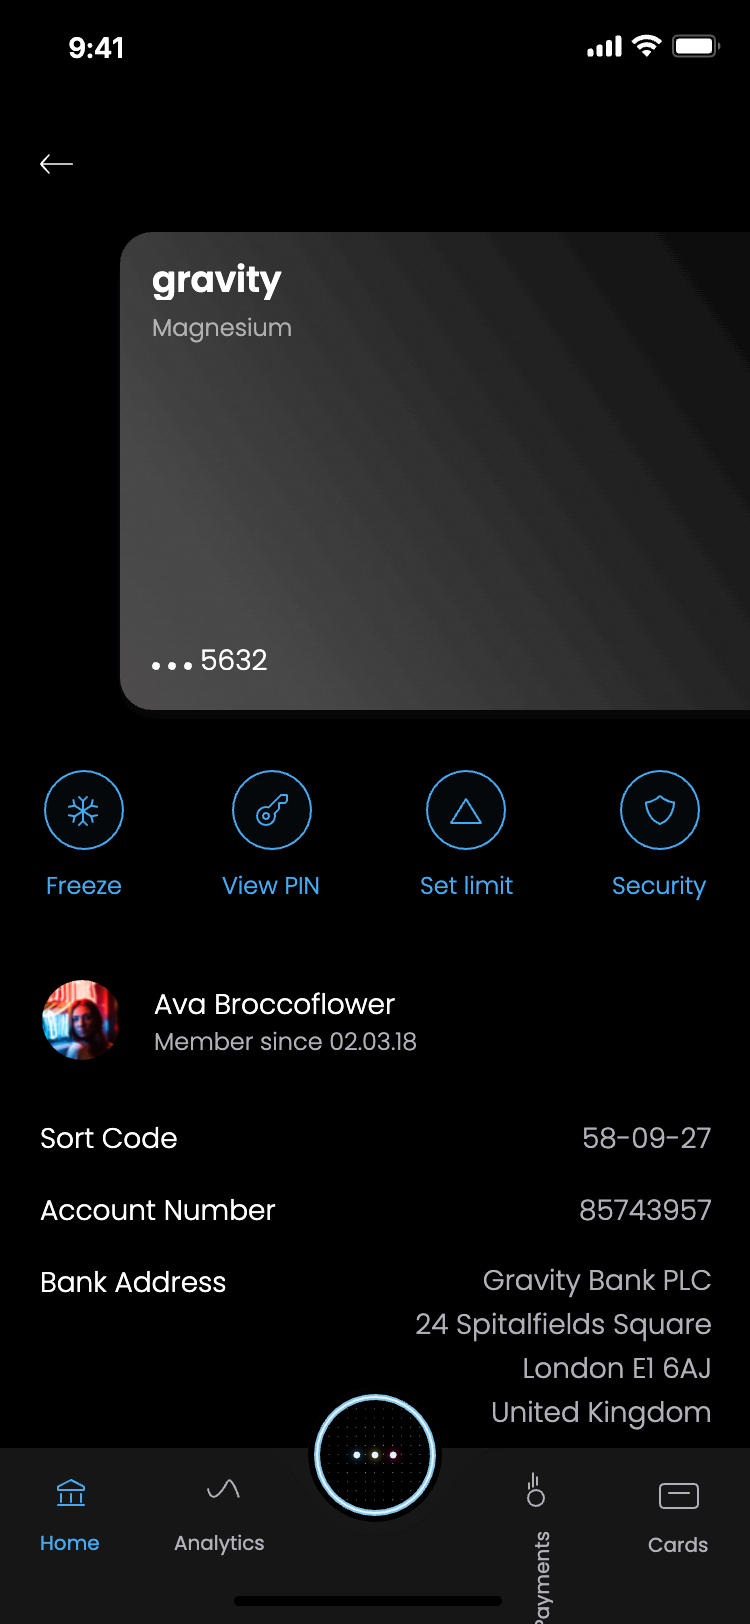 9:41
gravity
Magnesium
... 5632
Freeze
View PIN
Set limit
Security
Ava Broccoflower
Member since 02.03.18
Sort Code
58-09-27
Account Number
85743957
Bank Address
Gravity Bank PLC
24 Spitalfields Square
London E1 6AJ
United Kingdom
Home
Analytics
Payments
Cards